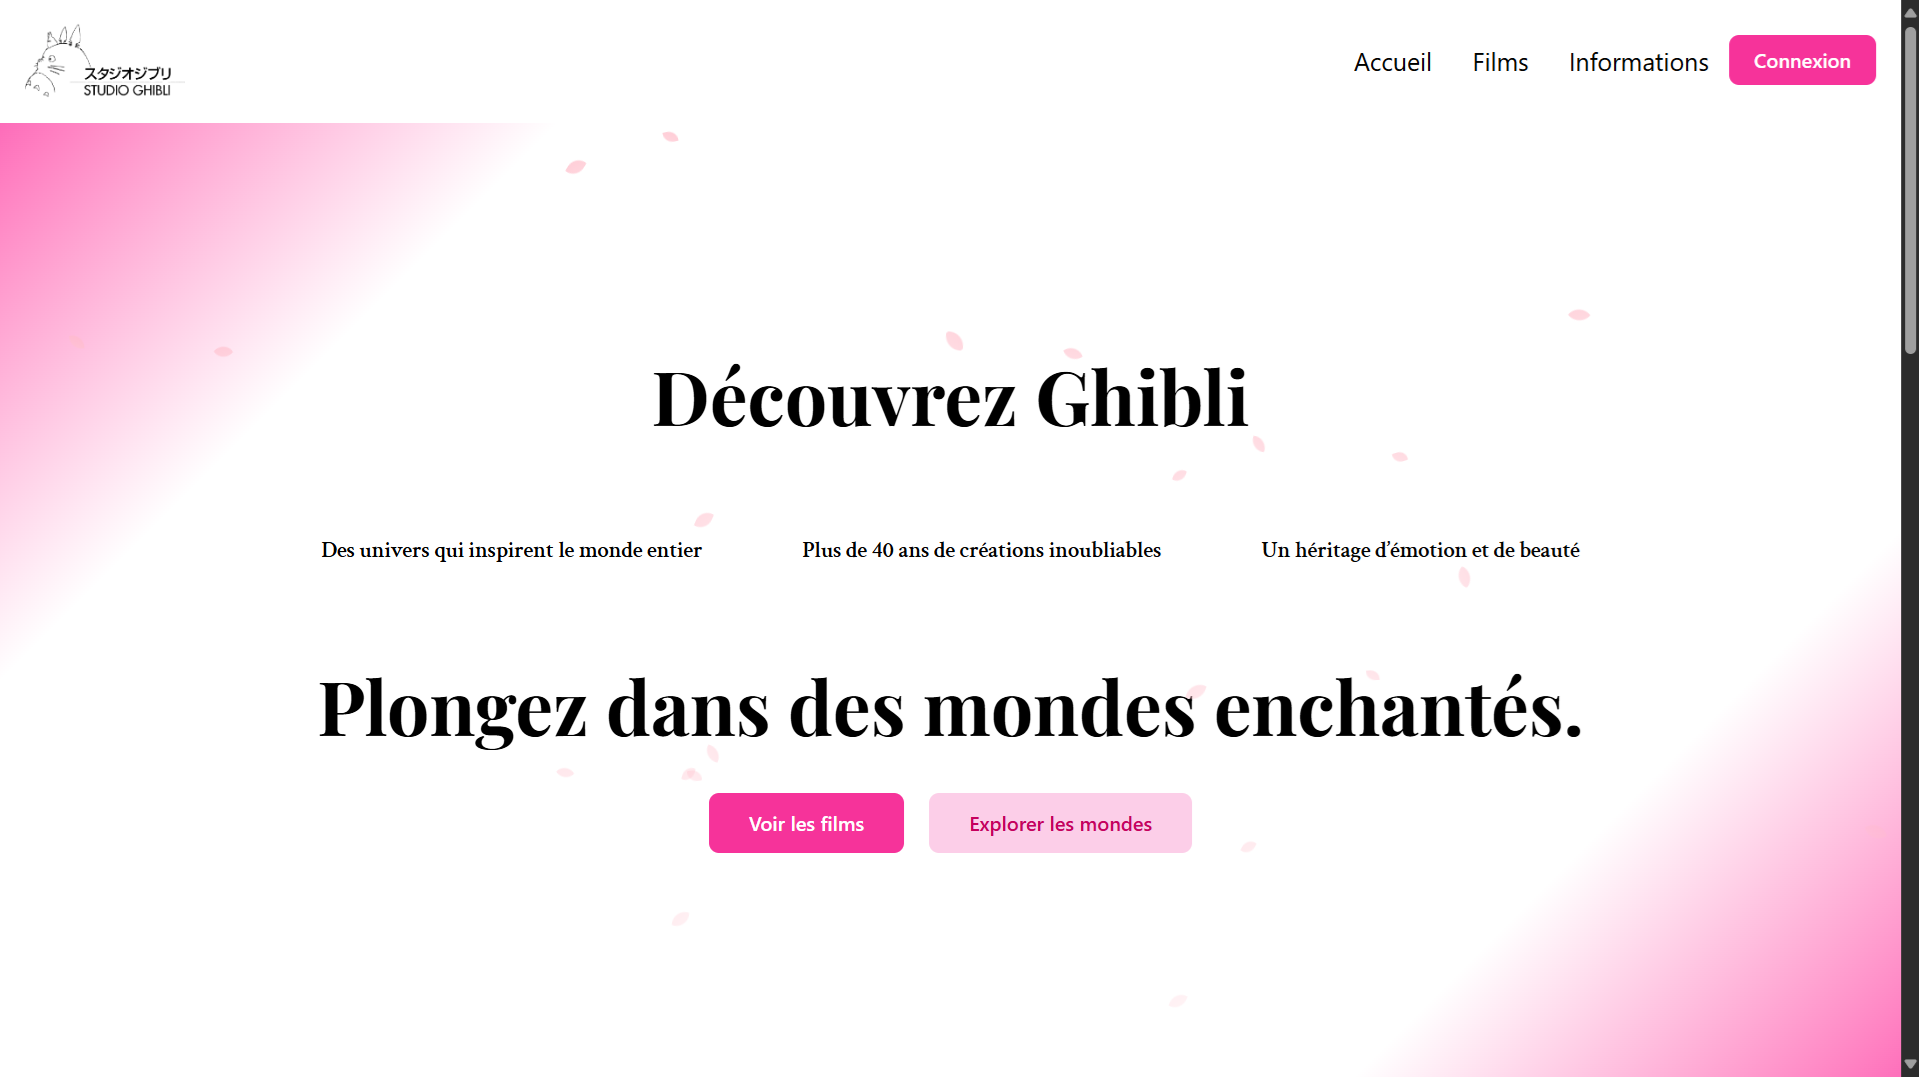 スタジオジブリ
STUDIO GHIBLI
Accueil Films Informations Connexion
Découvrez Ghibli
Des univers qui inspirent le monde entier Plus de 40 ans de créations inoubliables Un héritage d’émotion et de beauté
Plongez dans des mondes enchantés.
Voir les films Explorer les mondes